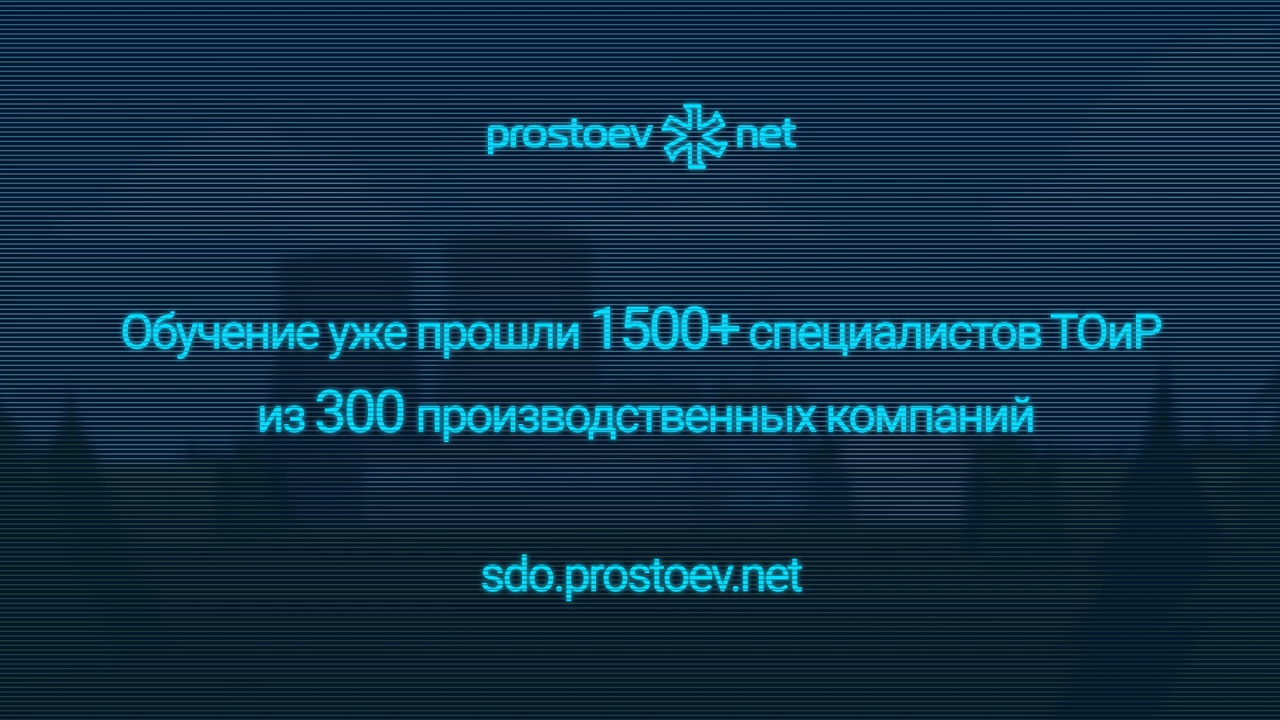 prostoev net
Обучение уже прошли 1500+ специалистов ТОиР
из 300 производственных компаний
sdo.prostoev.net